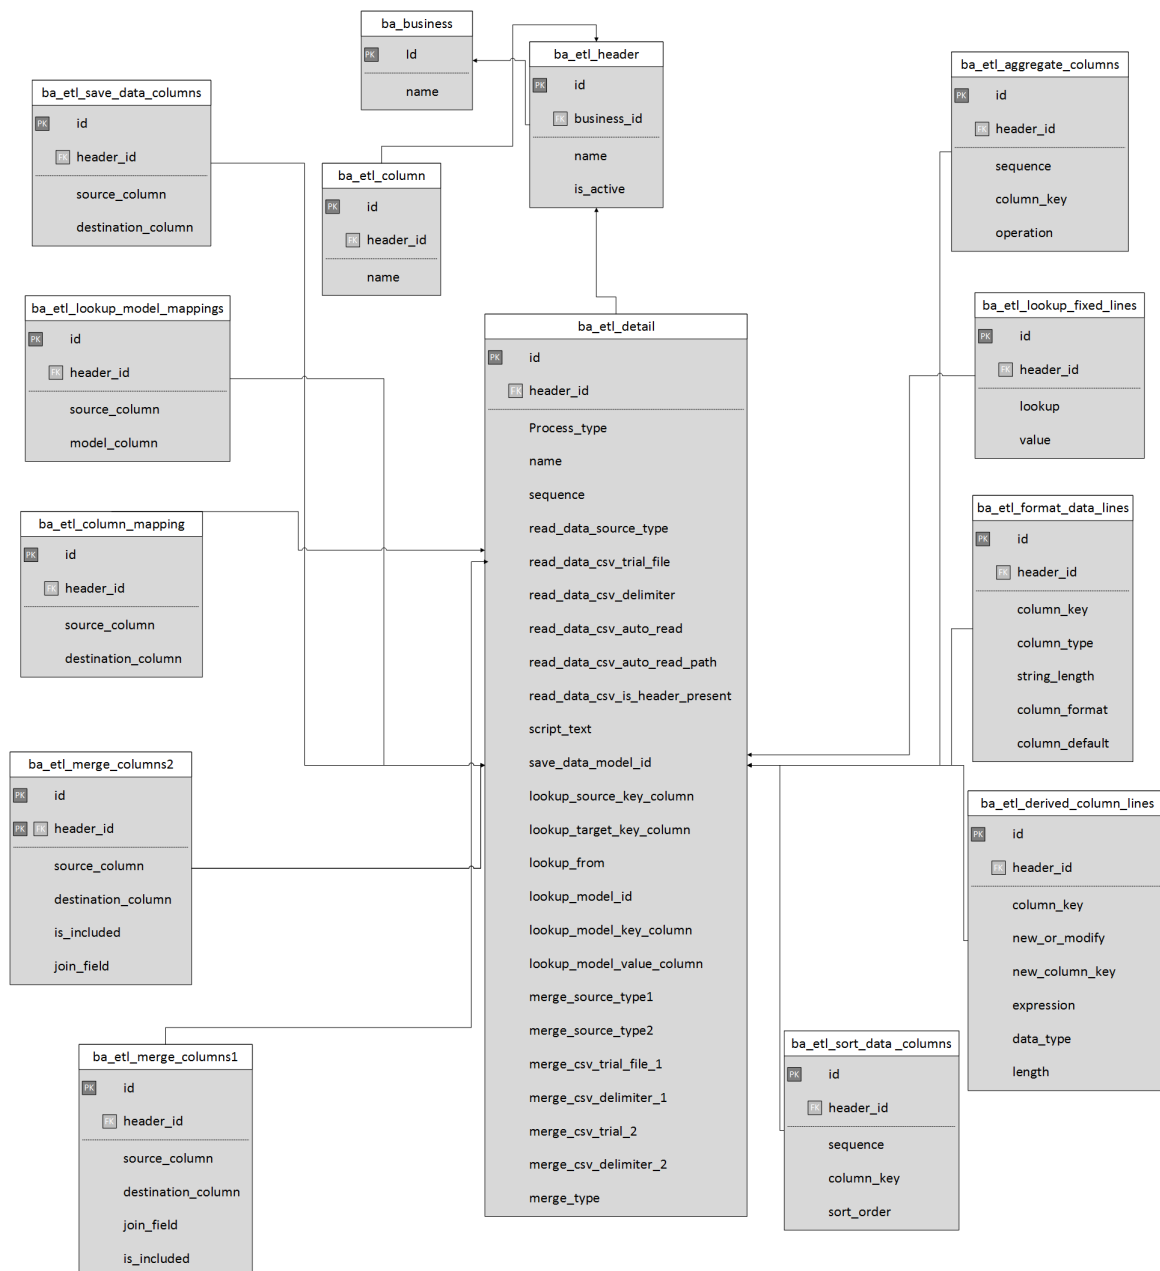 ba_business
PK Id
name
ba_etl_header
PK id
FK business_id
name
is_active
ba_etl_aggregate_columns
PK id
FK header_id
sequence
column_key
operation
ba_etl_save_data_columns
PK id
FK header_id
source_column
destination_column
ba_etl_column
PK id
FK header_id
name
ba_etl_lookup_model_mappings
PK id
FK header_id
source_column
model_column
ba_etl_detail
PK id
FK header_id
Process_type
name
sequence
read_data_source_type
read_data_csv_trial_file
read_data_csv_delimiter
read_data_csv_auto_read
read_data_csv_auto_read_path
read_data_csv_is_header_present
script_text
save_data_model_id
lookup_source_key_column
lookup_target_key_column
lookup_from
lookup_model_id
lookup_model_key_column
lookup_model_value_column
merge_source_type1
merge_source_type2
merge_csv_trial_file_1
merge_csv_delimiter_1
merge_csv_trial_2
merge_csv_delimiter_2
merge_type
ba_etl_lookup_fixed_lines
PK id
FK header_id
lookup
value
ba_etl_column_mapping
PK id
FK header_id
source_column
destination_column
ba_etl_format_data_lines
PK id
FK header_id
column_key
column_type
string_length
column_format
column_default
ba_etl_merge_columns2
PK id
PK FK header_id
source_column
destination_column
is_included
join_field
ba_etl_derived_column_lines
PK id
FK header_id
column_key
new_or_modify
new_column_key
expression
data_type
length
ba_etl_merge_columns1
PK id
FK header_id
source_column
destination_column
join_field
is_included
ba_etl_sort_data _columns
PK id
FK header_id
sequence
column_key
sort_order